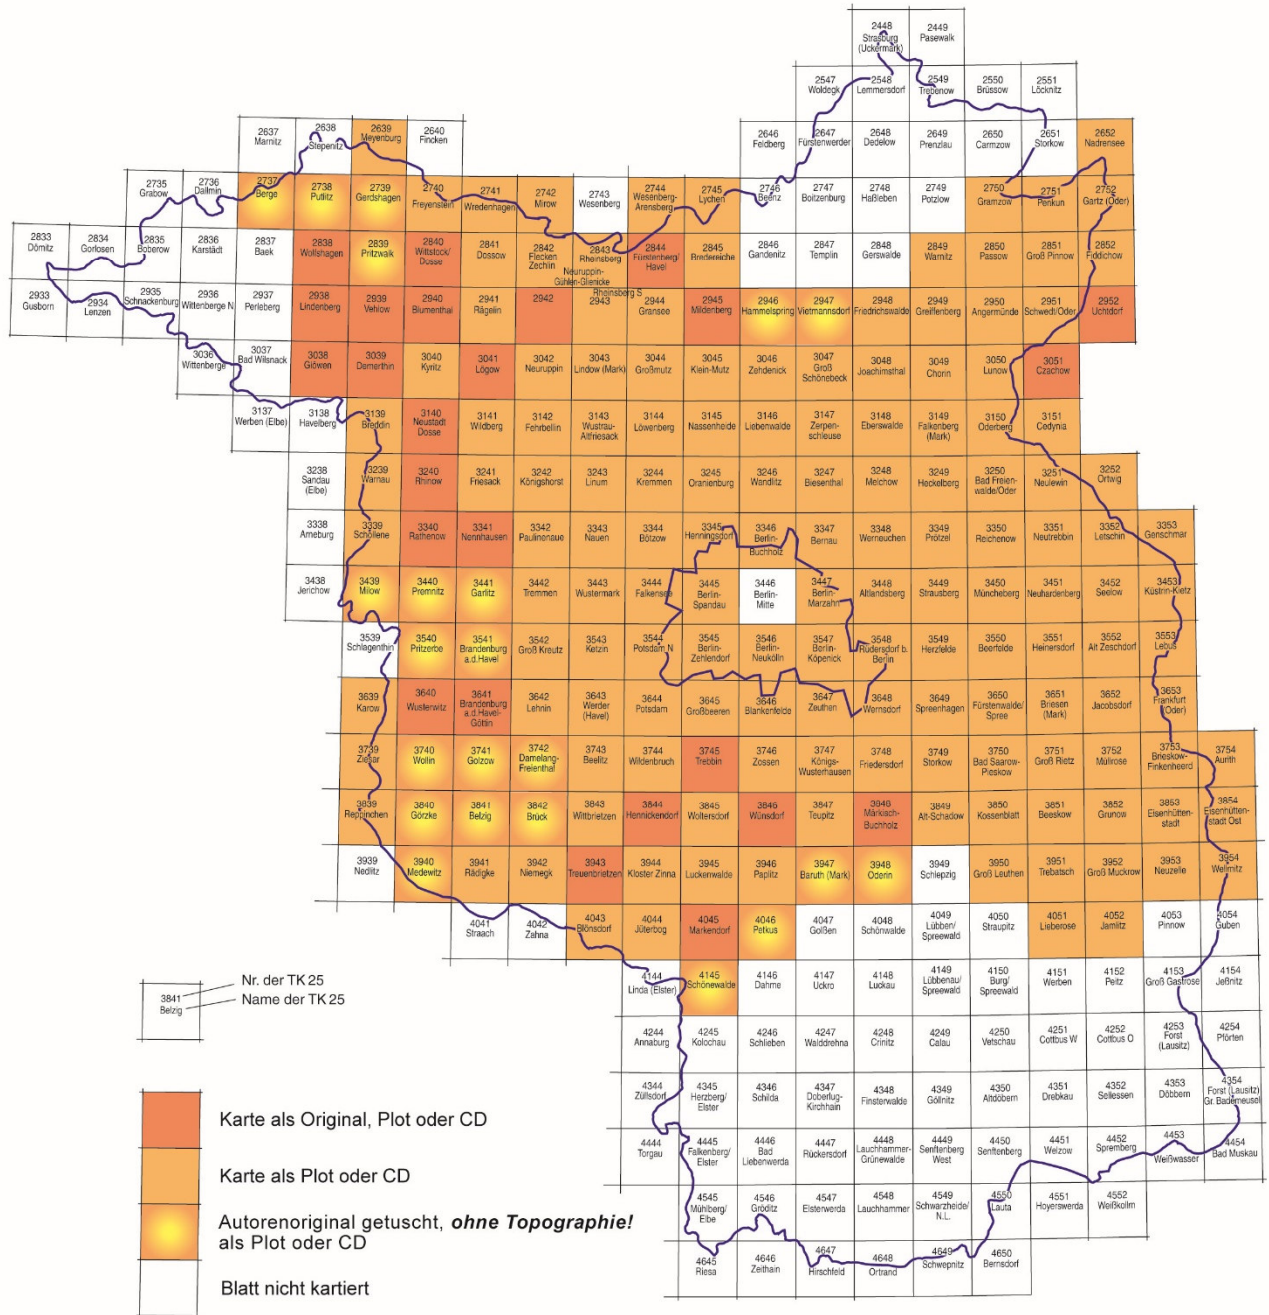 2448
Strasburg
(Uckermark)
2449
Pasewalk
2547
Woldegk
2548
Lemmersdorf
2549
Trebenow
2550
Brüssow
2551
Löcknitz
2637
Marnitz
2638
Stepenitz
2639
Meyenburg
2640
Fincken
2646
Feldberg
2647
Fürstenwerder
2648
Dedelow
2649
Prenzlau
2650
Carmzow
2651
Storkow
2652
Nadrensee
2735
Grabow
2736
Dallmin
2737
Berge
2738
Putlitz
2739
Gerdshagen
2740
Freyenstein
2741
Wredenhagen
2742
Mirow
2743
Wesenberg
2744
Wesenberg-
Arensberg
2745
Lychen
2746
Beenz
2747
Boitzenburg
2748
Haßleben
2749
Potzlow
2750
Gramzow
2751
Penkun
2752
Gartz (Oder)
2833
Dömitz
2834
Gorlosen
2835
Boberow
2836
Karstädt
2837
Baek
2838
Wolfshagen
2839
Pritzwalk
2840
Wittstock/
Dosse
2841
Dossow
2842
Flecken
Zechlin
2843
Rheinsberg
Neuruppin-
Gühlen-Glienicke
Rheinsberg S
2844
Fürstenberg/
Havel
2845
Bredereiche
Gandenitz
Templin
Gerswalde
2849
Warnitz
2850
Passow
2851
Groß Pinnow
2852
Fiddichow
2933
Gusborn
2934
Lenzen
2935
Schnackenburg
2936
Wittenberge N
2937
Perleberg
2938
Lindenberg
2939
Vehlow
2940
Blumenthal
2941
Rägelin
2942
2943
2944
Gransee
2945
Mildenberg
2946
Hammelspring
2947
Vietmannsdorf
2948
Friedrichswalde
2949
Greiffenberg
2950
Angermünde
2951
Schwedt/Oder
2952
Uchtdorf
3036
Wittenberge
3037
Bad Wilsnack
3038
Glöwen
3039
Demerthin
3040
Kyritz
3041
Lögow
3042
Neuruppin
3043
Lindow (Mark)
3044
Großmutz
3045
Klein-Mutz
3046
Zehdenick
3047
Groß
Schönebeck
3048
Joachimsthal
3049
Chorin
3050
Lunow
3051
Czachow
3137
Werben (Elbe)
3138
Havelberg
3139
Breddin
3140
Neustadt
Dosse
3141
Wildberg
3142
Fehrbellin
3143
Wustrau-
Altfriesack
3144
Löwenberg
3145
Nassenheide
3146
Liebenwalde
3147
Zerpen-
schleuse
3148
Eberswalde
3149
Falkenberg
(Mark)
3150
Oderberg
3151
Cedynia
3238
Sandau
(Elbe)
3239
Warnau
3240
Rhinow
3241
Friesack
3242
Königshorst
3243
Linum
3244
Kremmen
3245
Oranienburg
3246
Wandlitz
3247
Biesenthal
3248
Melchow
3249
Heckelberg
3250
Bad Freien-
walde/Oder
3251
Neulewin
3252
Ortwig
3338
Arneburg
3339
Schollene
3340
Rathenow
3341
Nennhausen
3342
Paulinenaue
3343
Nauen
3344
Bötzow
3345
Henningsdorf
3346
Berlin-
Buchholz
3347
Bernau
3348
Werneuchen
3349
Prötzel
3350
Reichenow
3351
Neutrebbin
3352
Letschin
3353
Genschmar
3438
Jerichow
3439
Milow
3440
Premnitz
3441
Garlitz
3442
Tremmen
3443
Wustermark
3444
Falkensee
3445
Berlin-
Spandau
3446
Berlin-
Mitte
3447
Berlin-
Marzahn
3448
Altlandsberg
3449
Strausberg
3450
Müncheberg
3451
Neuhardenberg
3452
Seelow
3453
Küstrin-Kietz
3539
Schlagenthin
3540
Pritzerbe
3541
Brandenburg
a.d.Havel
3542
Groß Kreutz
3543
Ketzin
3544
Potsdam N
3545
Berlin-
Zehlendorf
3546
Berlin-
Neukölln
3547
Berlin-
Köpenick
3548
Rüdersdorf b.
Berlin
3549
Herzfelde
3550
Beerfelde
3551
Heinersdorf
3552
Alt Zeschdorf
3553
Lebus
3639
Karow
3640
Wusterwitz
3641
Brandenburg
a.d.Havel-
Göttin
3642
Lehnin
3643
Werder
(Havel)
3644
Potsdam
3645
Großbeeren
3646
Blankenfelde
3647
Zeuthen
3648
Wernsdorf
3649
Spreenhagen
3650
Fürstenwalde/
Spree
3651
Briesen
(Mark)
3652
Jacobsdorf
3653
Frankfurt
(Oder)
3739
Ziesar
3740
Wollin
3741
Golzow
3742
Damelang-
Freienthal
3743
Beelitz
3744
Wildenbruch
3745
Trebbin
3746
Zossen
3747
Königs-
Wusterhausen
3748
Friedersdorf
3749
Storkow
3750
Bad Saarow-
Pieskow
3751
Groß Rietz
3752
Müllrose
3753
Brieskow-
Finkenheerd
3754
Aurith
3839
Reppinchen
3840
Görzke
3841
Belzig
3842
Brück
3843
Wittbrietzen
3844
Hennickendorf
3845
Woltersdorf
3846
Wünsdorf
3847
Teupitz
3848
Märkisch-
Buchholz
3849
Alt-Schadow
3850
Kossenblatt
3851
Beeskow
3852
Grunow
3853
Eisenhütten-
stadt
3854
Eisenhütten-
stadt Ost
3939
Nedlitz
3940
Medewitz
3941
Rädigke
3942
Niemegk
3943
Treuenbrietzen
3944
Kloster Zinna
3945
Luckenwalde
3946
Paplitz
3947
Baruth (Mark)
3948
Oderin
3949
Schlepzig
3950
Groß Leuthen
3951
Trebatsch
3952
Groß Muckrow
3953
Neuzelle
3954
Wellmitz
4041
Straach
4042
Zahna
4043
Blönsdorf
4044
Jüterbog
4045
Markendorf
4046
Petkus
4047
Golßen
4048
Schönwalde
4049
Lübben/
Spreewald
4050
Straupitz
4051
Lieberose
4052
Jamlitz
4053
Pinnow
4054
Guben
4144
Linda (Elster)
4145
Schönewalde
4146
Dahme
4147
Uckro
4148
Luckau
4149
Lübbenau/
Spreewald
4150
Burg/
Spreewald
4151
Werben
4152
Peitz
4153
Groß Gastrose
4154
Jeßnitz
4244
Annaburg
4245
Kolochau
4246
Schlieben
4247
Walddrehna
4248
Crinitz
4249
Calau
4250
Vetschau
4251
Cottbus W
4252
Cottbus O
4253
Forst
(Lausitz)
4254
Pförten
4344
Züllsdorf
4345
Herzberg/
Elster
4346
Schilda
4347
Doberlug-
Kirchhain
4348
Finsterwalde
4349
Göllnitz
4350
Altdöbern
4351
Drebkau
4352
Sellessen
4353
Döbbern
4354
Forst (Lausitz)
Gr. Bademeusel
4444
Torgau
4445
Falkenberg/
Elster
4446
Bad
Liebenwerda
4447
Rückersdorf
4448
Lauchhammer-
Grünewalde
4449
Senftenberg
West
4450
Senftenberg
4451
Welzow
4452
Spremberg
4453
Weißwasser
4454
Bad Muskau
4545
Mühlberg/
Elbe
4546
Gröditz
4547
Elsterwerda
4548
Lauchhammer
4549
Schwarzheide/
N.L.
4550
Lauta
4551
Hoyerswerda
4552
Weißkollm
4645
Riesa
4646
Zeithain
4647
Hirschfeld
4648
Ortrand
4649
Schwepnitz
4650
Bernsdorf
Nr. der TK 25
Name der TK 25
3841
Belzig
Karte als Original, Plot oder CD
Karte als Plot oder CD
Autorenoriginal getuscht, ohne Topographie!
als Plot oder CD
Blatt nicht kartiert